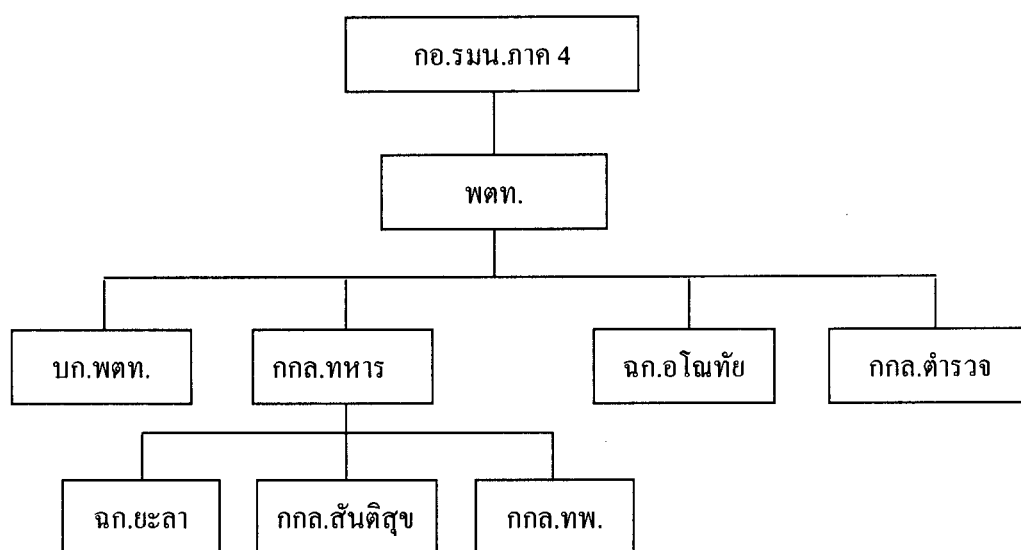 กอ.รมน.ภาค 4
พตท.
บก.พตท.
กกล.ทหาร
ฉก.อโณทัย
กกล.ตำรวจ
ฉก.ยะลา
กกล.สันติสุข
กกล.ทพ.